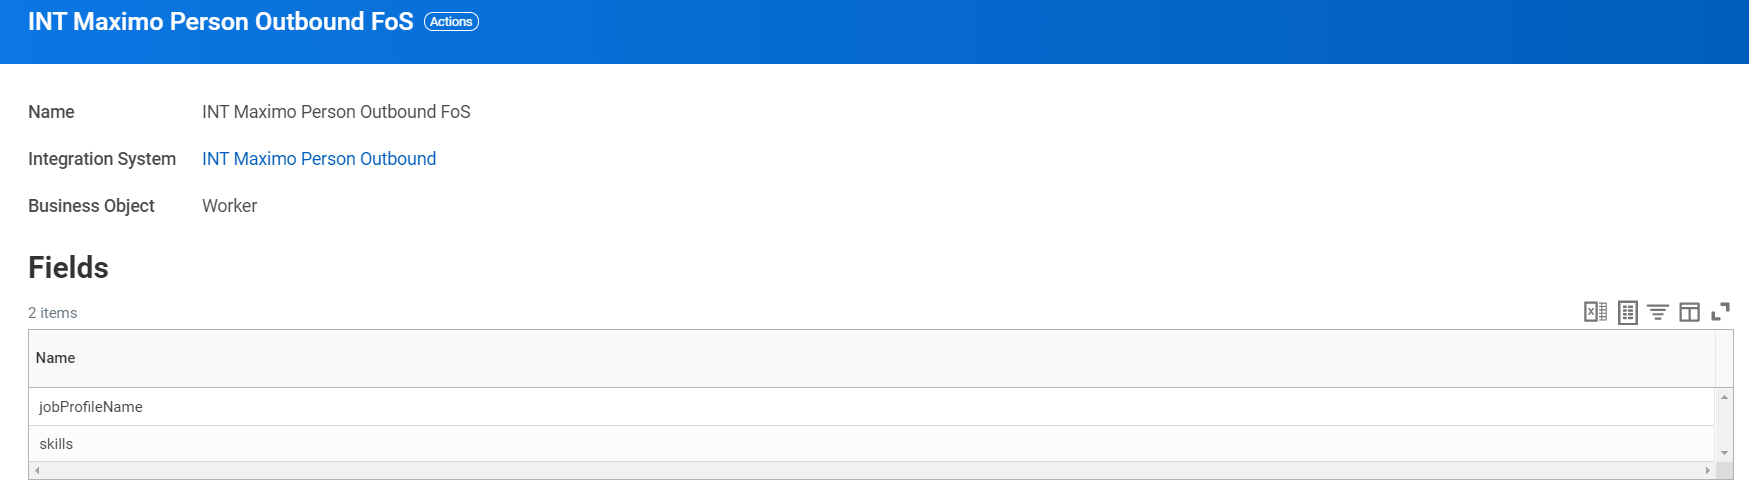 INT Maximo Person Outbound FoS Actions
Name INT Maximo Person Outbound FoS
Integration System INT Maximo Person Outbound
Business Object Worker
Fields
2 items
Name
jobProfileName
skills